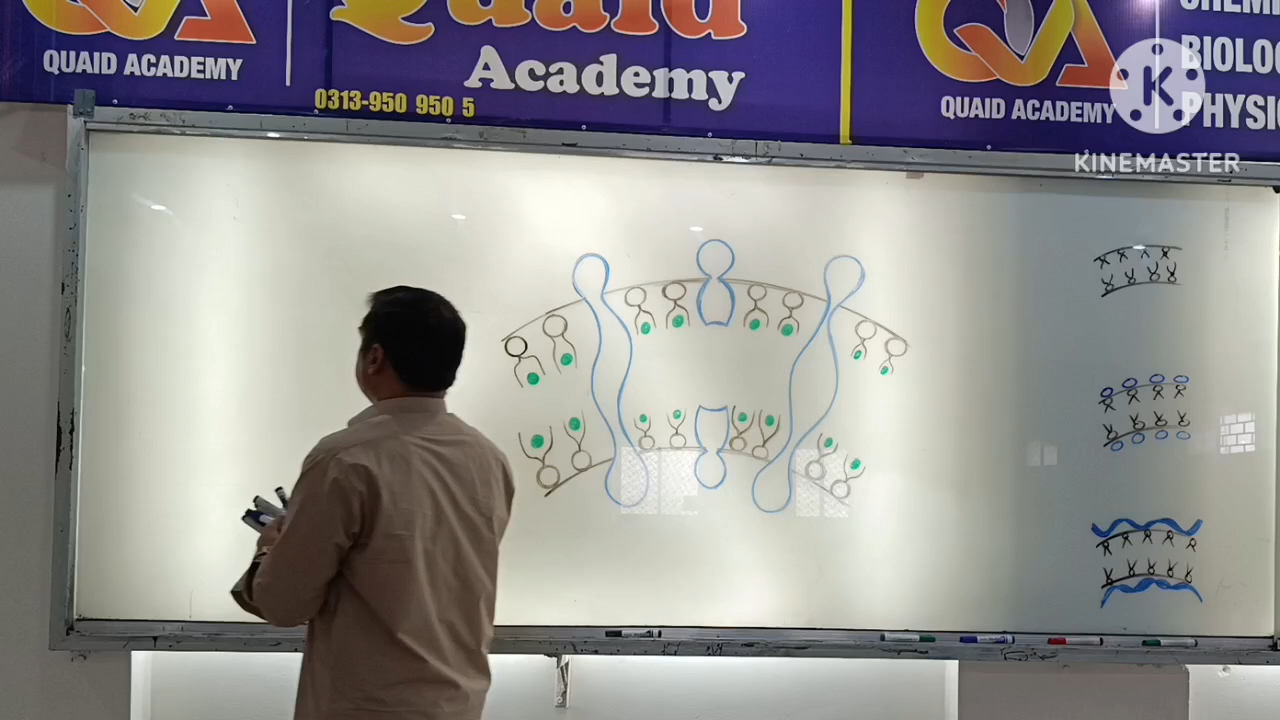 QUAID ACADEMY
Quaid
Academy
0313-950 950 5
QUAID ACADEMY
BIOLO
PHYSIC
K
KINEMASTER